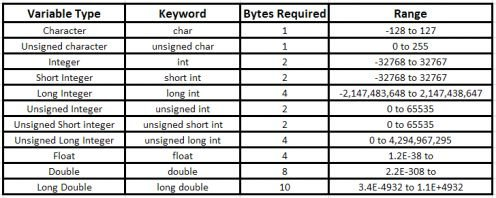 Variable Type Keyword Bytes Required Range
Character char 1 -128 to 127
Unsigned character unsigned char 1 0 to 255
Integer int 2 -32768 to 32767
Short Integer short int 2 -32768 to 32767
Long Integer long int 4 -2,147,483,648 to 2,147,438,647
Unsigned Integer unsigned int 2 0 to 65535
Unsigned Short integer unsigned short int 2 0 to 65535
Unsigned Long Integer unsigned long int 4 0 to 4,294,967,295
Float float 4 1.2E-38 to
Double double 8 2.2E-308 to
Long Double long double 10 3.4E-4932 to 1.1E+4932